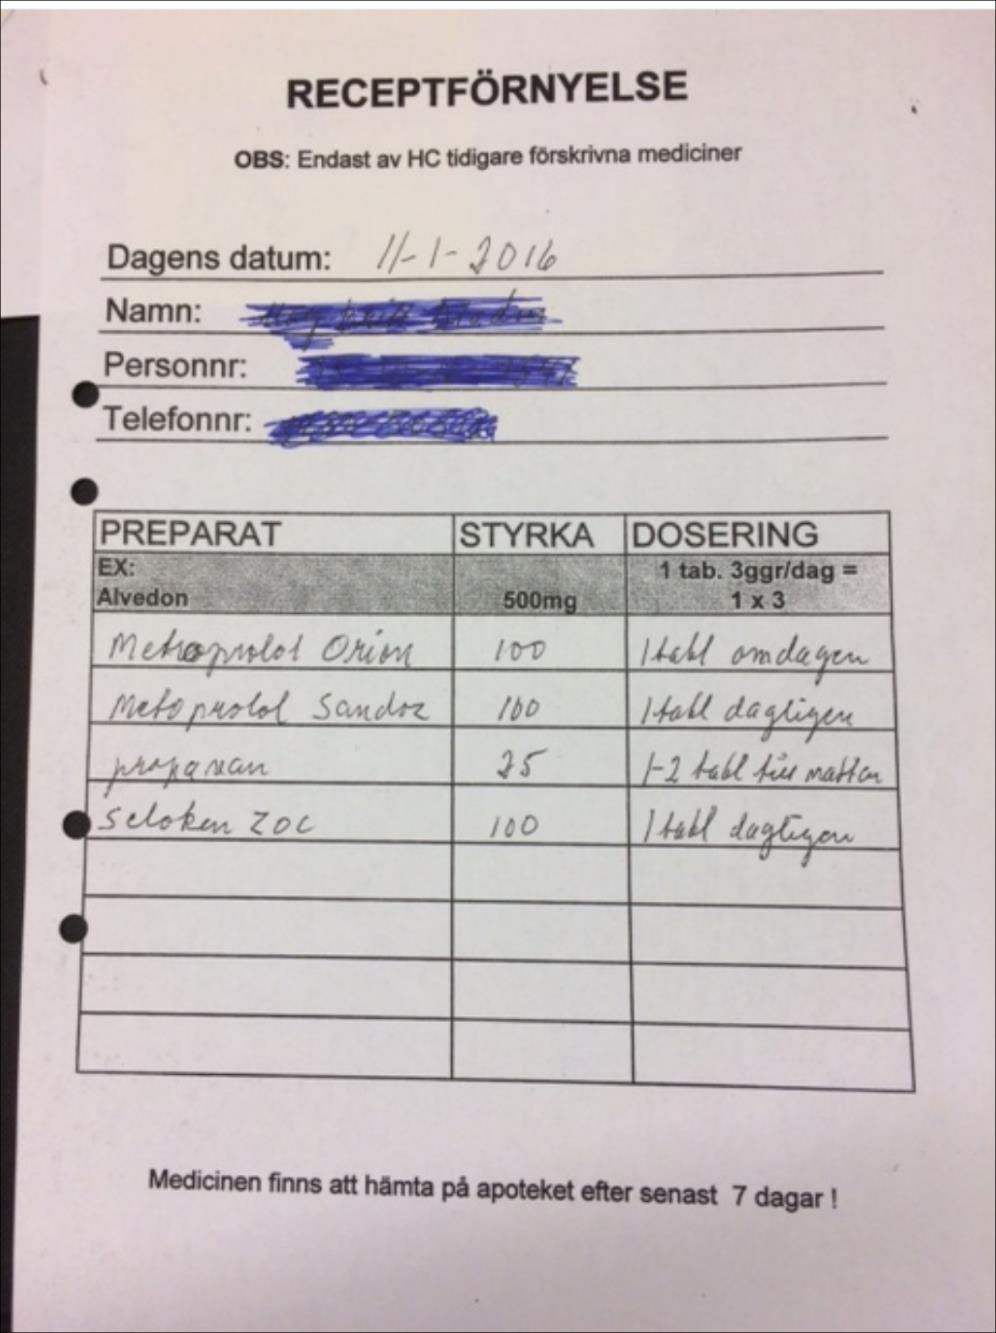 RECEPTFÖRNYELSE
OBS: Endast av HC tidigare förskrivna mediciner
Dagens datum: 11-1-2016
Namn:
Personnr:
Telefonnr:
PREPARAT STYRKA DOSERING
EX: 1 tab. 3ggr/dag =
Alvedon 500mg 1 x 3
Metroprolol Orion 100 1 tabl omdagen
Metoprolol Sandoz 100 1 tabl dagligen
propavan 25 1-2 tabl till natten
Seloken ZOC 100 1 tabl dagligen
Medicinen finns att hämta på apoteket efter senast 7 dagar !